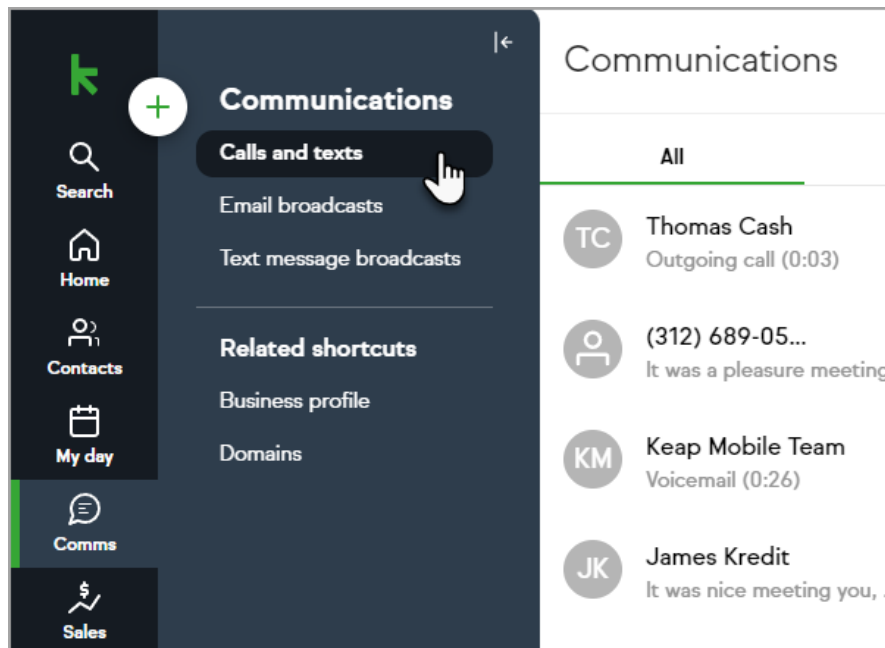 Search
Home
Contacts
My day
Comms
Sales
Communications
Calls and texts
Email broadcasts
Text message broadcasts
Related shortcuts
Business profile
Domains
Communications
All
TC
Thomas Cash
Outgoing call (0:03)
(312) 689-05...
It was a pleasure meeting
KM
Keap Mobile Team
Voicemail (0:26)
JK
James Kredit
It was nice meeting you, .